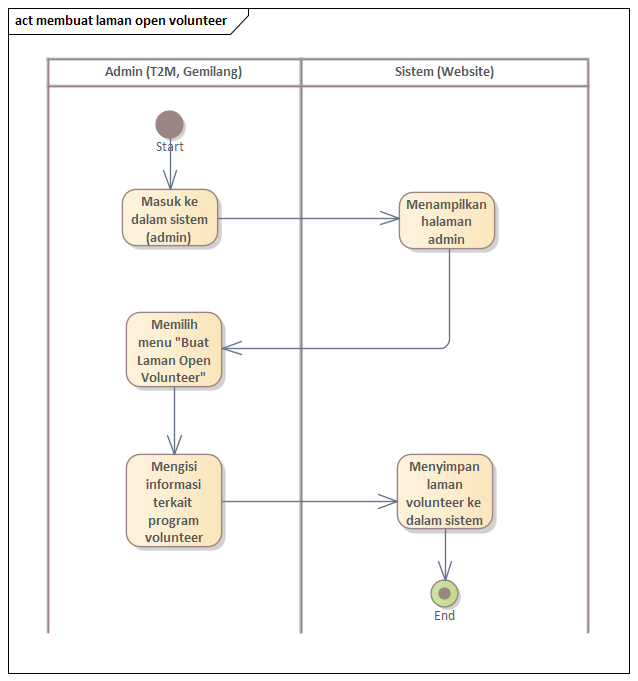 act membuat laman open volunteer
Admin (T2M, Gemilang)
Sistem (Website)
Start
Masuk ke
dalam sistem
(admin)
Menampilkan
halaman
admin
Memilih
menu "Buat
Laman Open
Volunteer"
Mengisi
informasi
terkait
program
volunteer
Menyimpan
laman
volunteer ke
dalam sistem
End